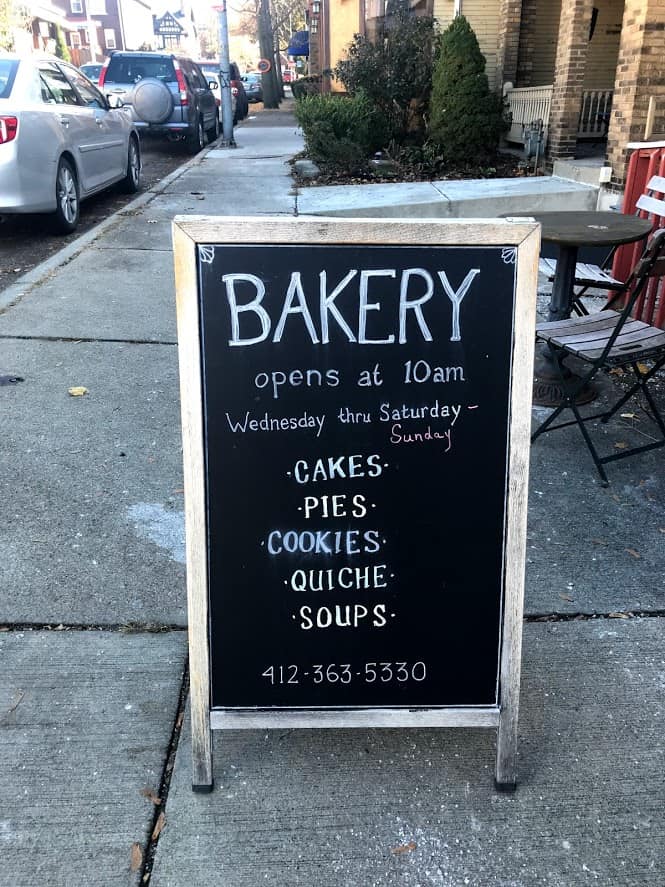 BAKERY
opens at 10am
Wednesday thru Saturday -
Sunday
·CAKES·
·PIES·
·COOKIES·
·QUICHE·
·SOUPS·
412-363-5330